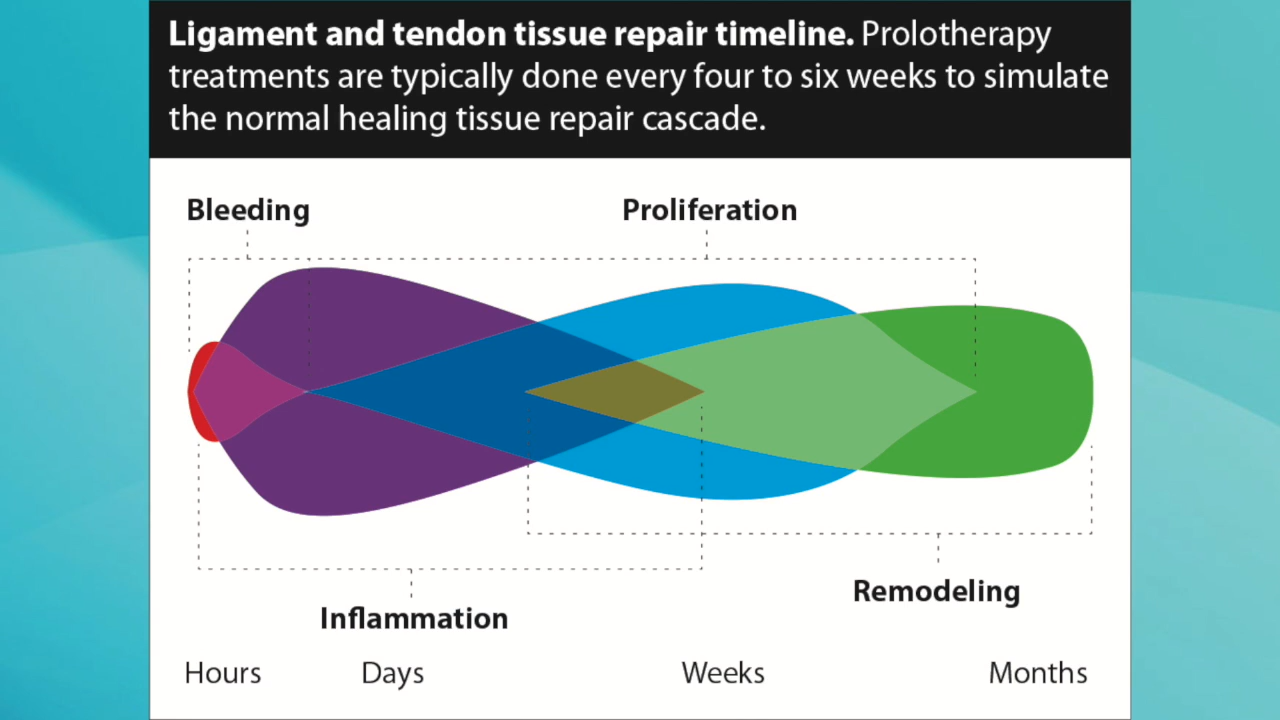 Ligament and tendon tissue repair timeline. Prolotherapy
treatments are typically done every four to six weeks to simulate
the normal healing tissue repair cascade.
Bleeding
Proliferation
Remodeling
Inflammation
Hours
Days
Weeks
Months